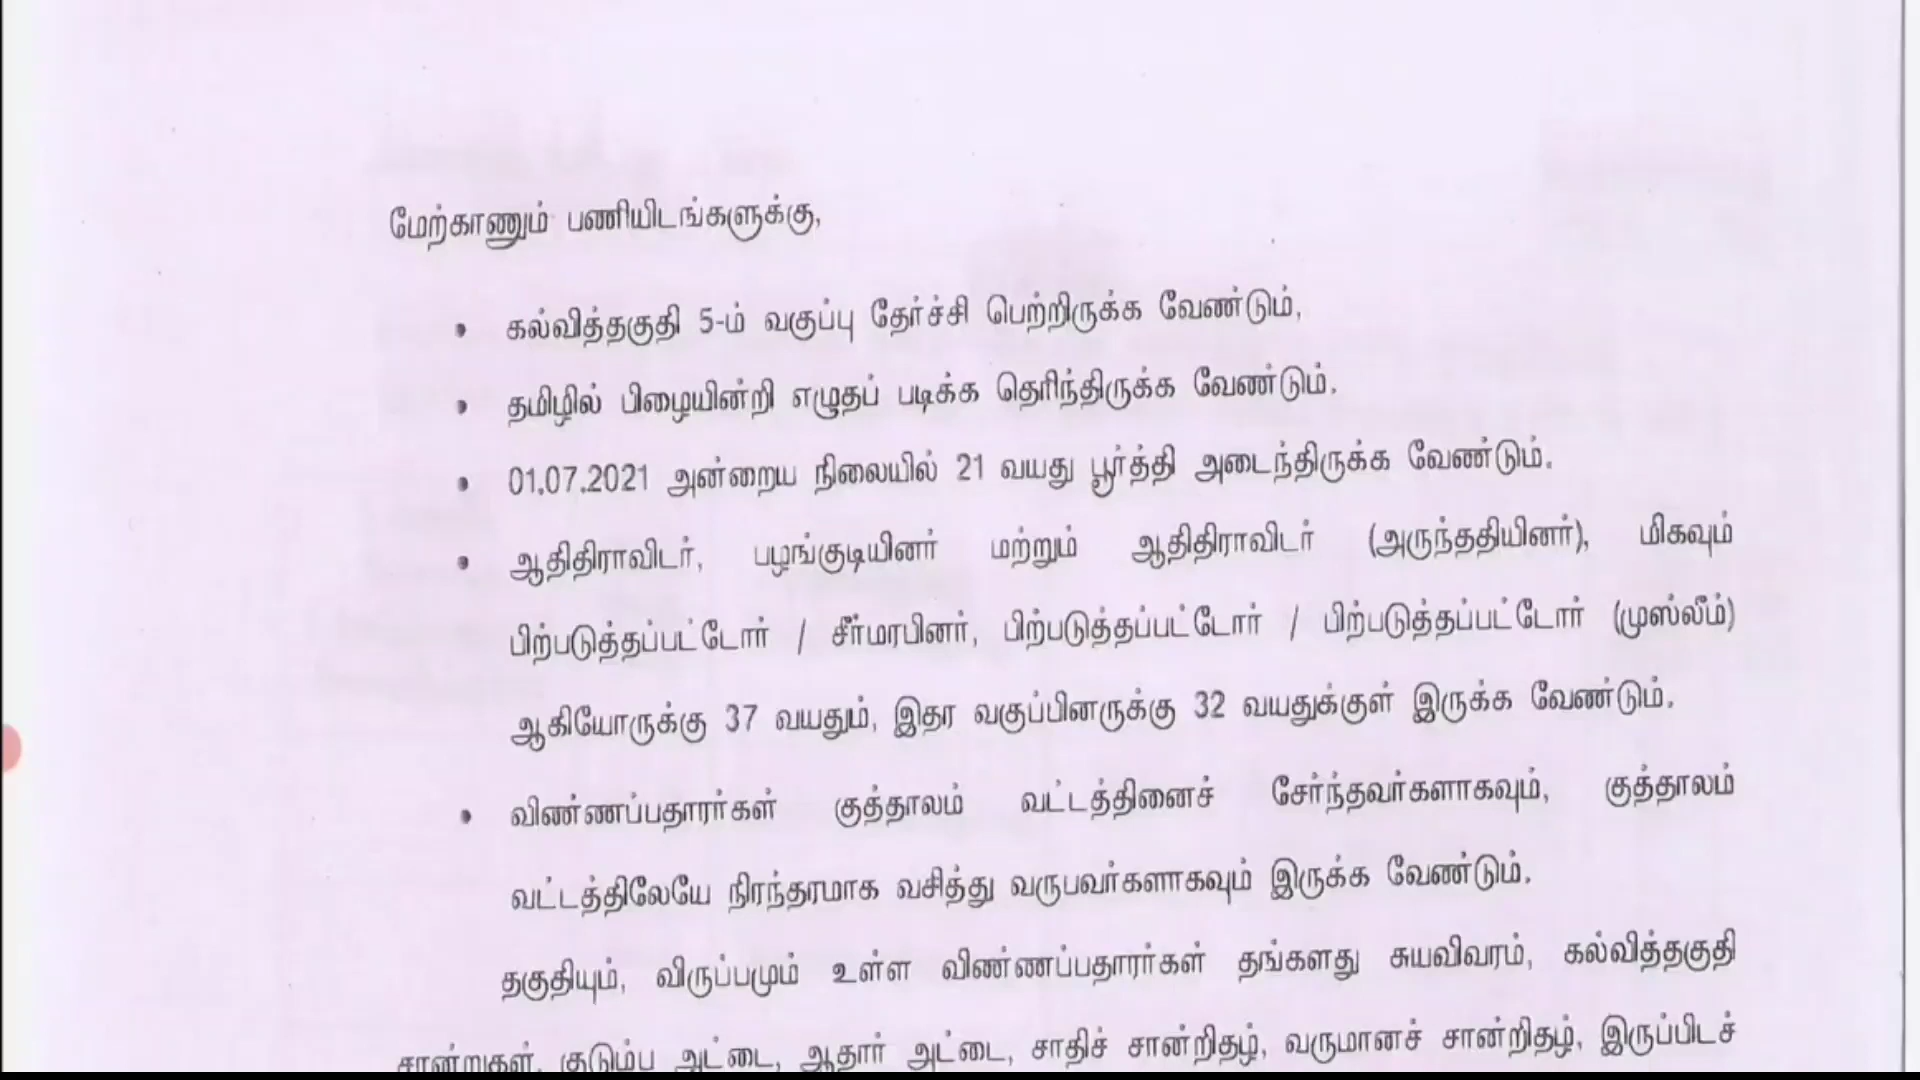 மேற்காணும் பணியிடங்களுக்கு,
• கல்வித்தகுதி 5-ம் வகுப்பு தேர்ச்சி பெற்றிருக்க வேண்டும்.
• தமிழில் பிழையின்றி எழுதப் படிக்க தெரிந்திருக்க வேண்டும்.
• 01.07.2021 அன்றைய நிலையில் 21 வயது பூர்த்தி அடைந்திருக்க வேண்டும்.
• ஆதிதிராவிடர், பழங்குடியினர் மற்றும் ஆதிதிராவிடர் (அருந்ததியினர்), மிகவும்
பிற்படுத்தப்பட்டோர் / சீர்மரபினர், பிற்படுத்தப்பட்டோர் / பிற்படுத்தப்பட்டோர் (முஸ்லீம்)
ஆகியோருக்கு 37 வயதும், இதர வகுப்பினருக்கு 32 வயதுக்குள் இருக்க வேண்டும்.
• விண்ணப்பதாரர்கள் குத்தாலம் வட்டத்தினைச் சேர்ந்தவர்களாகவும், குத்தாலம்
வட்டத்திலேயே நிரந்தரமாக வசித்து வருபவர்களாகவும் இருக்க வேண்டும்.
தகுதியும், விருப்பமும் உள்ள விண்ணப்பதாரர்கள் தங்களது சுயவிவரம், கல்வித்தகுதி
சான்றுகள், குடும்ப அட்டை, ஆதார் அட்டை, சாதிச் சான்றிதழ், வருமானச் சான்றிதழ், இருப்பிடச்